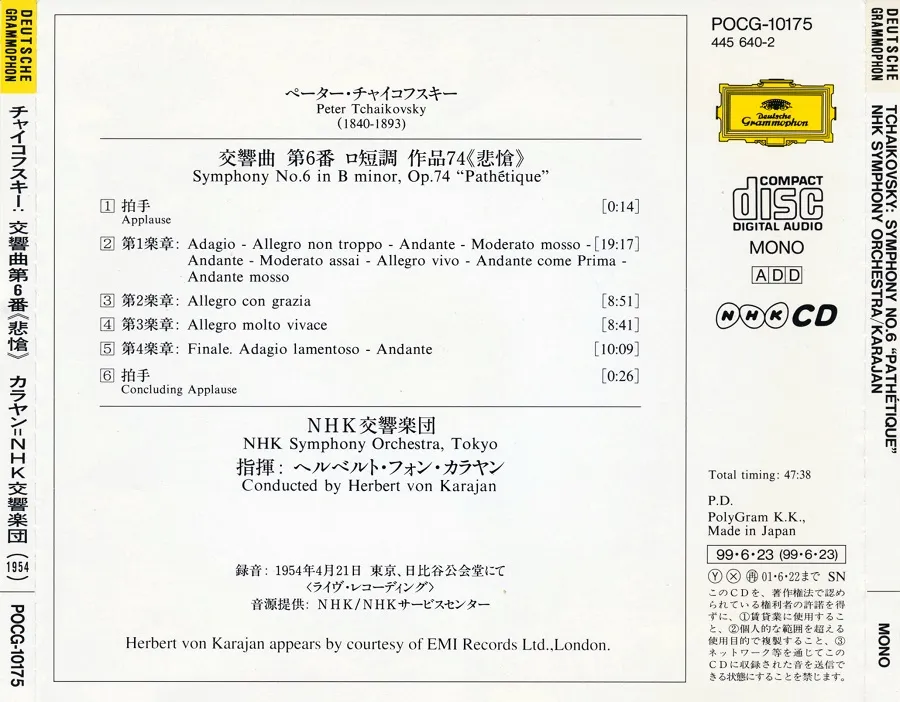 DEUTSCHE
GRAMMOPHON
チャイコフスキー: 交響曲第6番《悲愴》 カラヤン=NHK交響楽団 (1954)
POCG-10175
ペーター・チャイコフスキー
Peter Tchaikovsky
(1840-1893)
交響曲 第6番 ロ短調 作品74《悲愴》
Symphony No.6 in B minor, Op.74 “Pathétique”
1 拍手 [0:14]
Applause
2 第1楽章: Adagio - Allegro non troppo - Andante - Moderato mosso - [19:17]
Andante - Moderato assai - Allegro vivo - Andante come Prima -
Andante mosso
3 第2楽章: Allegro con grazia [8:51]
4 第3楽章: Allegro molto vivace [8:41]
5 第4楽章: Finale. Adagio lamentoso - Andante [10:09]
6 拍手 [0:26]
Concluding Applause
NHK交響楽団
NHK Symphony Orchestra, Tokyo
指揮: ヘルベルト・フォン・カラヤン
Conducted by Herbert von Karajan
録音: 1954年4月21日 東京、日比谷公会堂にて
〈ライヴ・レコーディング〉
音源提供: NHK/NHKサービスセンター
Herbert von Karajan appears by courtesy of EMI Records Ltd.,London.
POCG-10175
445 640-2
Deutsche
Grammophon
COMPACT
disc
DIGITAL AUDIO
MONO
ADD
NHK CD
Total timing: 47:38
P.D.
PolyGram K.K.,
Made in Japan
99・6・23 (99・6・23)
Ⓨ Ⓧ ㊢ 01・6・22まで SN
このCDを、著作権法で認め
られている権利者の許諾を得
ずに、①賃貸業に使用するこ
と、②個人的な範囲を超える
使用目的で複製すること、③
ネットワーク等を通じてこの
CDに収録された音を送信で
きる状態にすることを禁じます。
DEUTSCHE
GRAMMOPHON
TCHAIKOVSKY: SYMPHONY NO.6 “PATHÉTIQUE”
NHK SYMPHONY ORCHESTRA/KARAJAN
MONO